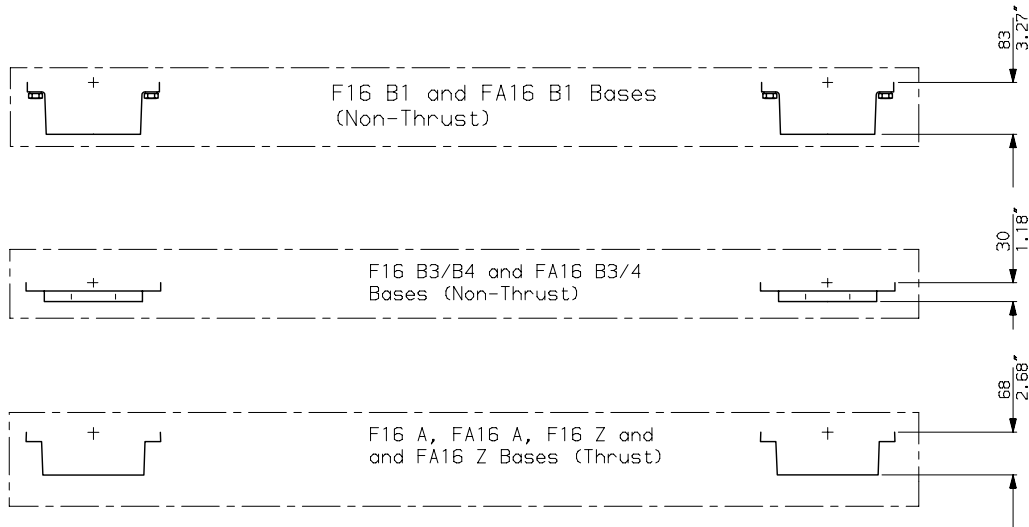 83
3.27"
F16 B1 and FA16 B1 Bases
(Non-Thrust)
30
1.18"
F16 B3/B4 and FA16 B3/4
Bases (Non-Thrust)
68
2.68"
F16 A, FA16 A, F16 Z and
and FA16 Z Bases (Thrust)